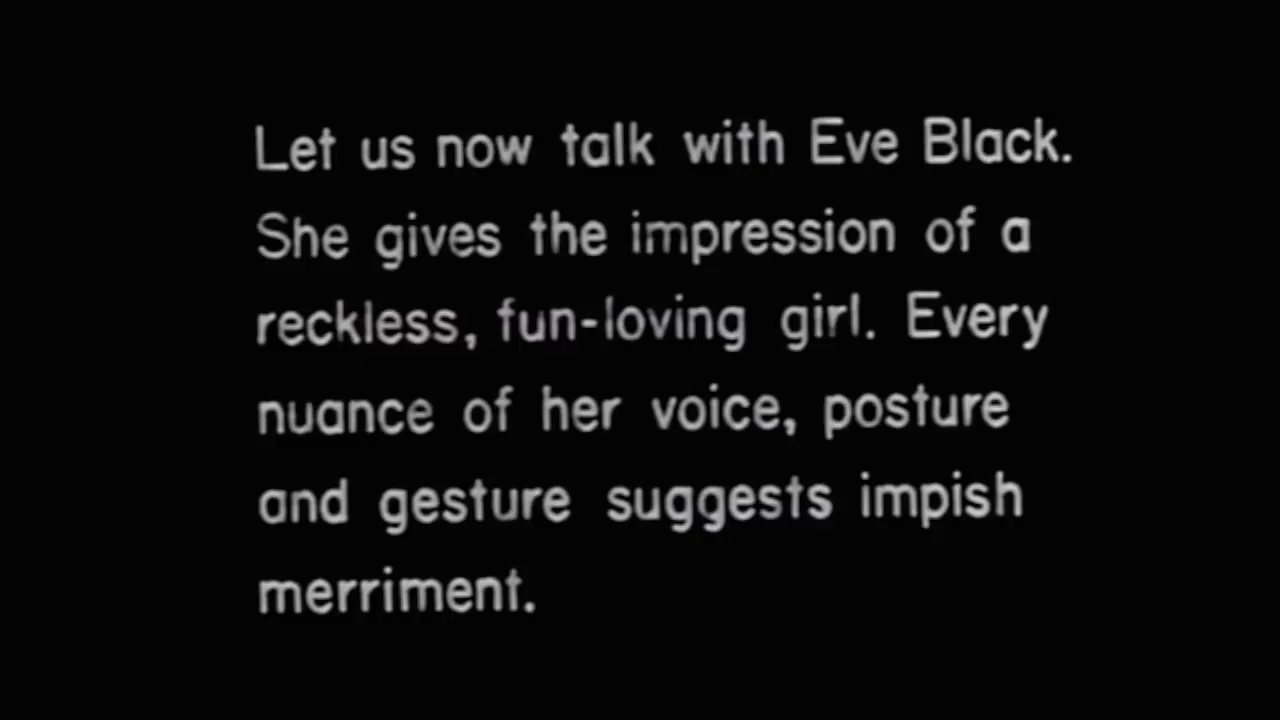 Let us now talk with Eve Black.
She gives the impression of a
reckless, fun-loving girl. Every
nuance of her voice, posture
and gesture suggests impish
merriment.